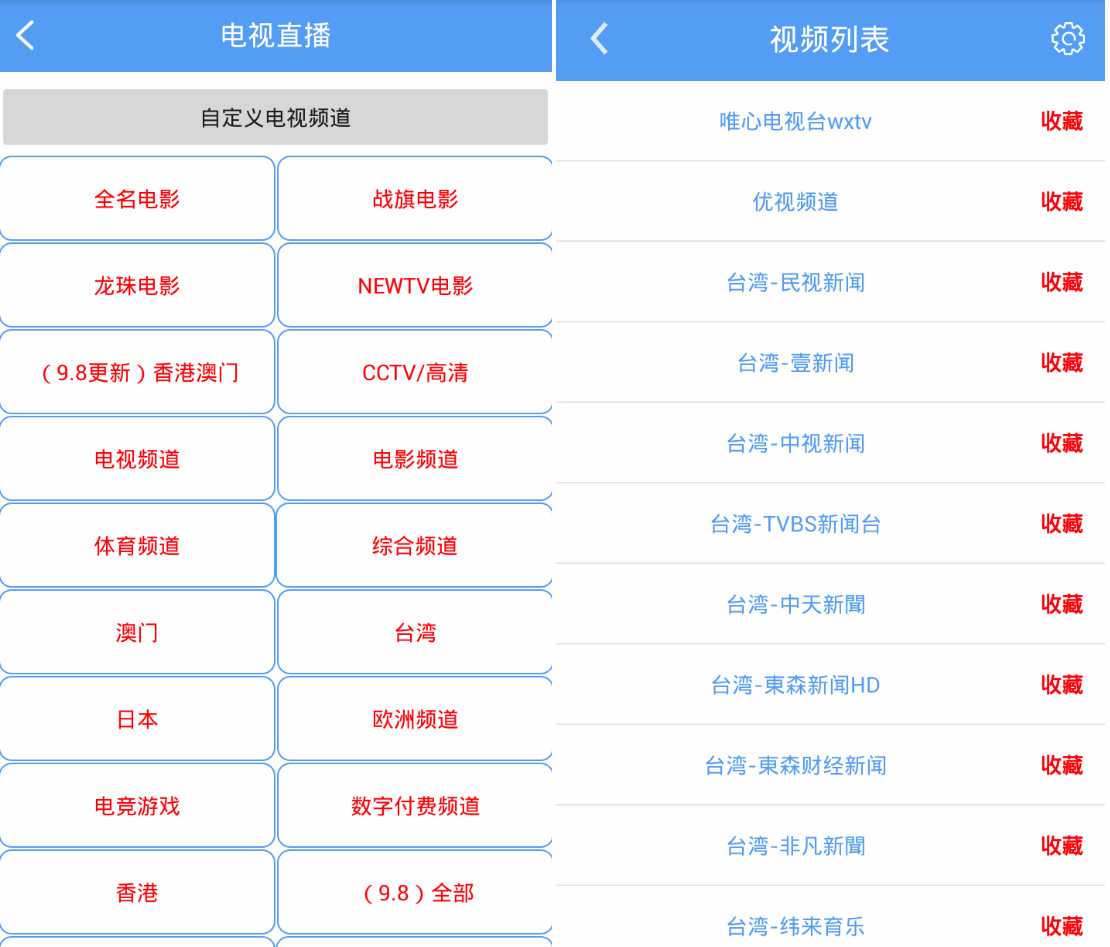 电视直播
自定义电视频道
全名电影
战旗电影
龙珠电影
NEWTV电影
（9.8更新）香港澳门
CCTV/高清
电视频道
电影频道
体育频道
综合频道
澳门
台湾
日本
欧洲频道
电竞游戏
数字付费频道
香港
（9.8）全部
视频列表
唯心电视台wxtv 收藏
优视频道 收藏
台湾-民视新闻 收藏
台湾-壹新闻 收藏
台湾-中视新闻 收藏
台湾-TVBS新闻台 收藏
台湾-中天新聞 收藏
台湾-東森新闻HD 收藏
台湾-東森财经新闻 收藏
台湾-非凡新聞 收藏
台湾-纬来育乐 收藏